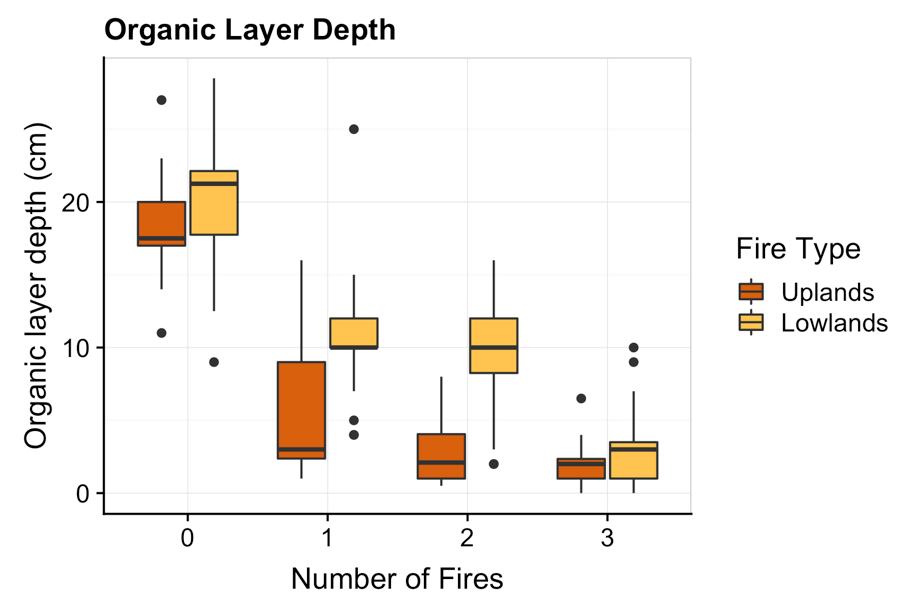 Organic Layer Depth
Organic layer depth (cm)
20
10
0
0 1 2 3
Number of Fires
Fire Type
Uplands
Lowlands